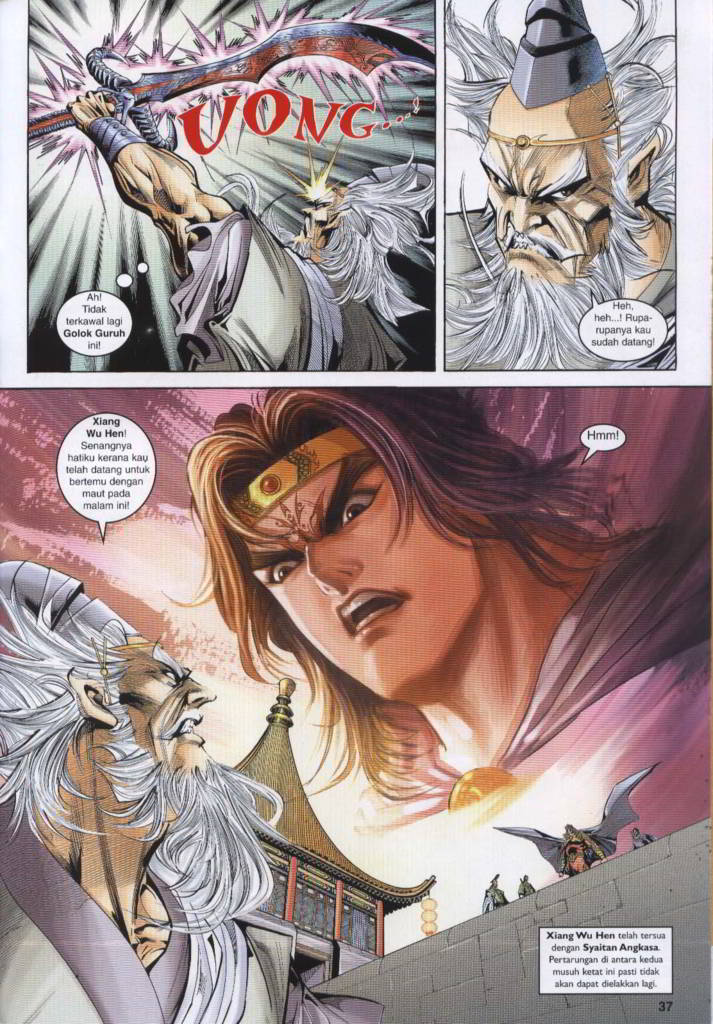 VUONG...!
Ah!
Tidak
terkawal lagi
Golok Guruh
ini!
Heh,
heh...! Rupa-
rupanya kau
sudah datang!
Xiang
Wu Hen!
Senangnya
hatiku kerana kau
telah datang untuk
bertemu dengan
maut pada
malam ini!
Hmm!
Xiang Wu Hen telah tersua
dengan Syaitan Angkasa.
Pertarungan di antara kedua
musuh ketat ini pasti tidak
akan dapat dielakkan lagi.
37